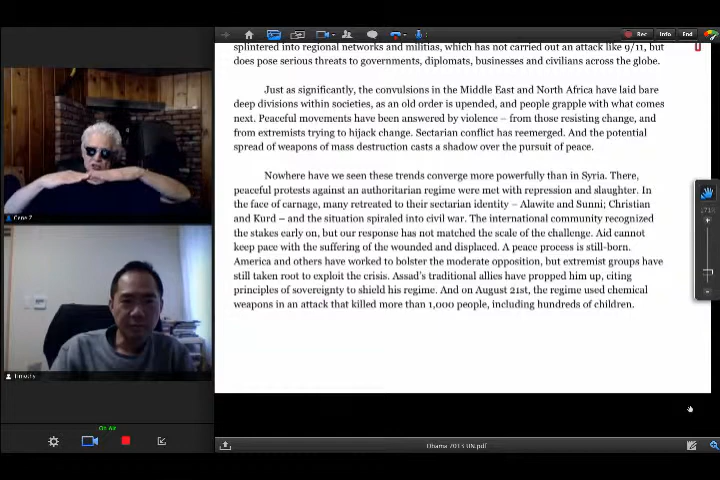 Rec Info End
splintered into regional networks and militias, which has not carried out an attack like 9/11, but
does pose serious threats to governments, diplomats, businesses and civilians across the globe.
Just as significantly, the convulsions in the Middle East and North Africa have laid bare
deep divisions within societies, as an old order is upended, and people grapple with what comes
next. Peaceful movements have been answered by violence – from those resisting change, and
from extremists trying to hijack change. Sectarian conflict has reemerged. And the potential
spread of weapons of mass destruction casts a shadow over the pursuit of peace.
Nowhere have we seen these trends converge more powerfully than in Syria. There,
peaceful protests against an authoritarian regime were met with repression and slaughter. In
the face of carnage, many retreated to their sectarian identity – Alawite and Sunni; Christian
and Kurd – and the situation spiraled into civil war. The international community recognized
the stakes early on, but our response has not matched the scale of the challenge. Aid cannot
keep pace with the suffering of the wounded and displaced. A peace process is still-born.
America and others have worked to bolster the moderate opposition, but extremist groups have
still taken root to exploit the crisis. Assad's traditional allies have propped him up, citing
principles of sovereignty to shield his regime. And on August 21st, the regime used chemical
weapons in an attack that killed more than 1,000 people, including hundreds of children.
Gene Z
Timothy
On Air
Obama 2013 UN.pdf